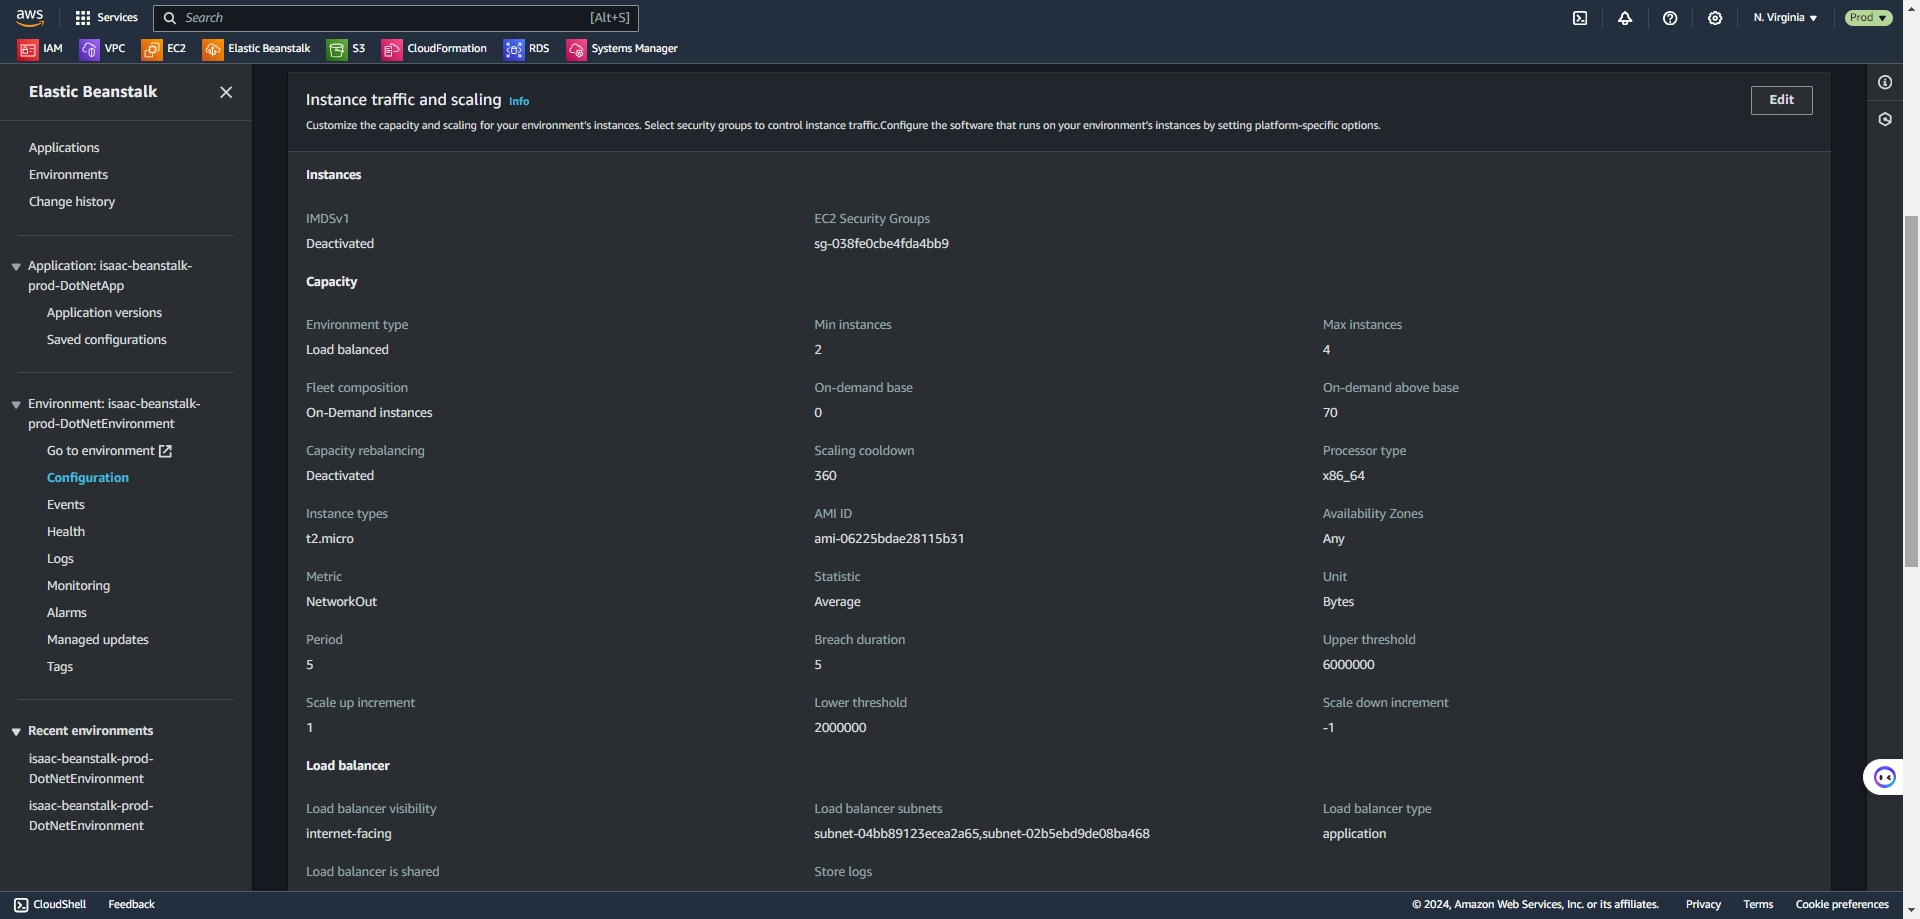 aws
Services
Search
[Alt+S]
N. Virginia
Prod
IAM
VPC
EC2
Elastic Beanstalk
S3
CloudFormation
RDS
Systems Manager
Elastic Beanstalk
Applications
Environments
Change history
Application: isaac-beanstalk-
prod-DotNetApp
Application versions
Saved configurations
Environment: isaac-beanstalk-
prod-DotNetEnvironment
Go to environment
Configuration
Events
Health
Logs
Monitoring
Alarms
Managed updates
Tags
Recent environments
isaac-beanstalk-prod-
DotNetEnvironment
isaac-beanstalk-prod-
DotNetEnvironment
Instance traffic and scaling Info
Edit
Customize the capacity and scaling for your environment's instances. Select security groups to control instance traffic.Configure the software that runs on your environment's instances by setting platform-specific options.
Instances
IMDSv1
Deactivated
EC2 Security Groups
sg-038fe0cbe4fda4bb9
Capacity
Environment type
Load balanced
Min instances
2
Max instances
4
Fleet composition
On-Demand instances
On-demand base
0
On-demand above base
70
Capacity rebalancing
Deactivated
Scaling cooldown
360
Processor type
x86_64
Instance types
t2.micro
AMI ID
ami-06225bdae28115b31
Availability Zones
Any
Metric
NetworkOut
Statistic
Average
Unit
Bytes
Period
5
Breach duration
5
Upper threshold
6000000
Scale up increment
1
Lower threshold
2000000
Scale down increment
-1
Load balancer
Load balancer visibility
internet-facing
Load balancer subnets
subnet-04bb89123ecea2a65,subnet-02b5ebd9de08ba468
Load balancer type
application
Load balancer is shared
Store logs
CloudShell
Feedback
© 2024, Amazon Web Services, Inc. or its affiliates.
Privacy
Terms
Cookie preferences